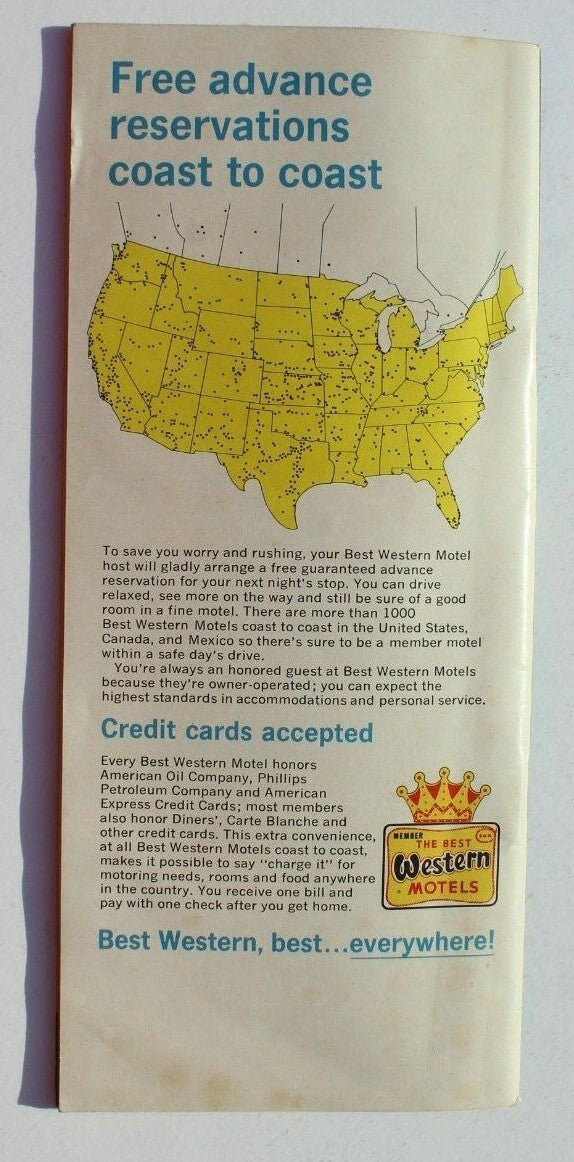 Free advance
reservations
coast to coast
To save you worry and rushing, your Best Western Motel
host will gladly arrange a free guaranteed advance
reservation for your next night's stop. You can drive
relaxed, see more on the way and still be sure of a good
room in a fine motel. There are more than 1000
Best Western Motels coast to coast in the United States,
Canada, and Mexico so there's sure to be a member motel
within a safe day's drive.
You're always an honored guest at Best Western Motels
because they're owner-operated; you can expect the
highest standards in accommodations and personal service.
Credit cards accepted
Every Best Western Motel honors
American Oil Company, Phillips
Petroleum Company and American
Express Credit Cards; most members
also honor Diners', Carte Blanche and
other credit cards. This extra convenience,
at all Best Western Motels coast to coast,
makes it possible to say "charge it" for
motoring needs, rooms and food anywhere
in the country. You receive one bill and
pay with one check after you get home.
MEMBER
THE BEST
Western
MOTELS
Best Western, best...everywhere!